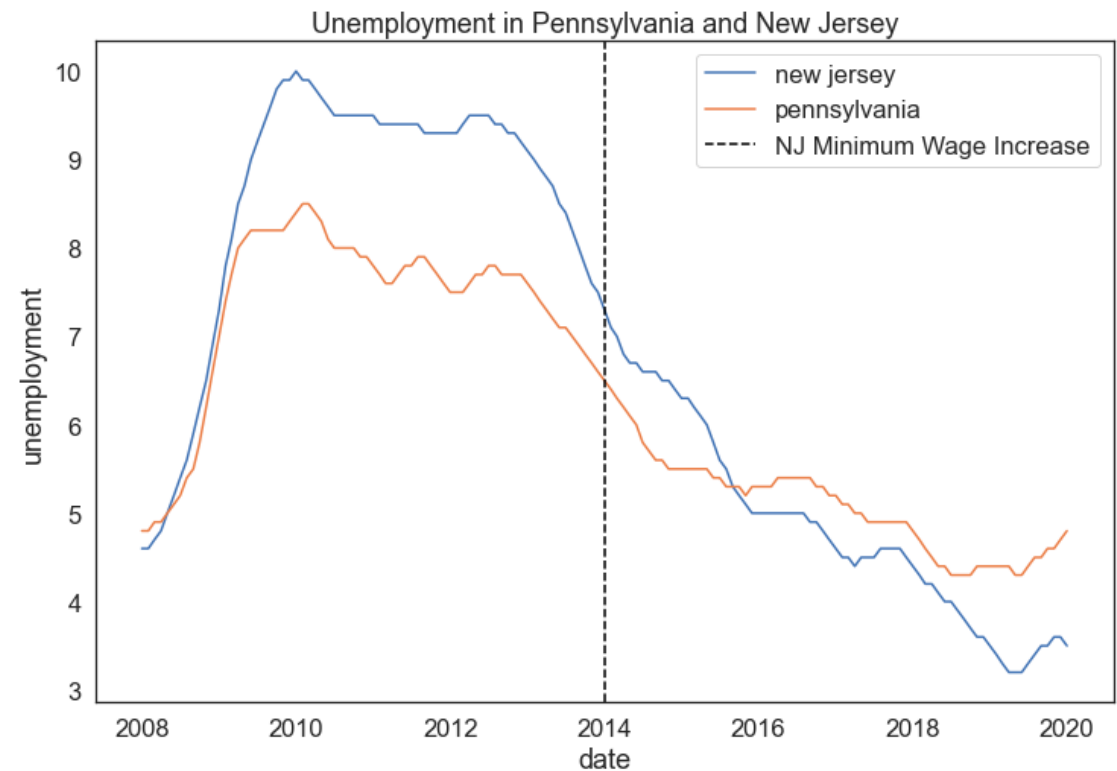 Unemployment in Pennsylvania and New Jersey
new jersey
pennsylvania
NJ Minimum Wage Increase
unemployment
10
9
8
7
6
5
4
3
2008 2010 2012 2014 2016 2018 2020
date